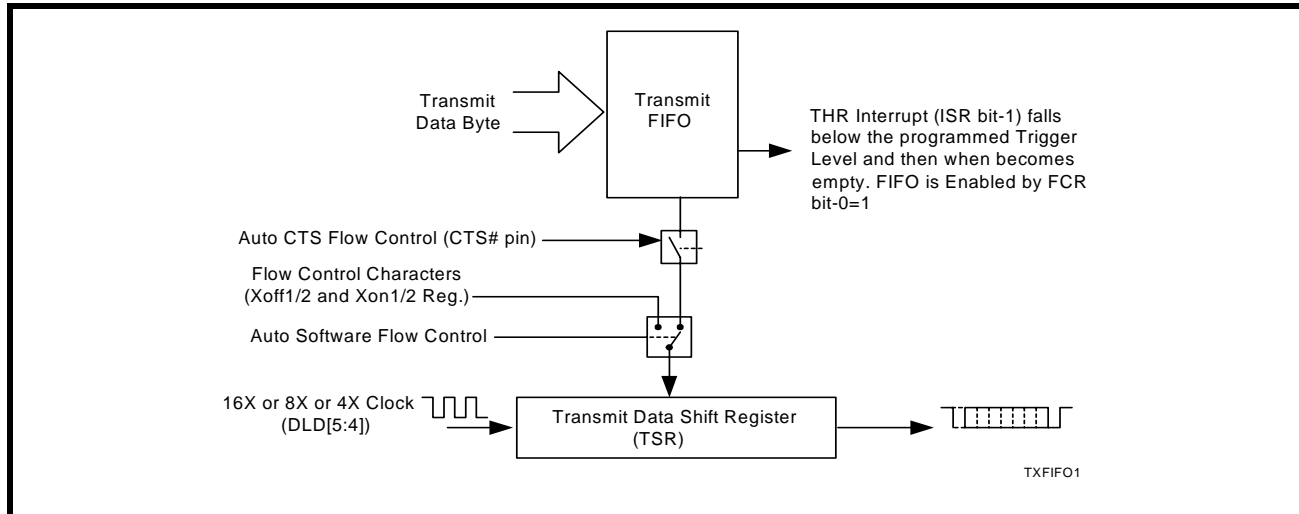 Transmit
FIFO
Transmit
Data Byte
THR Interrupt (ISR bit-1) falls
below the programmed Trigger
Level and then when becomes
empty. FIFO is Enabled by FCR
bit-0=1
Auto CTS Flow Control (CTS# pin)
Flow Control Characters
(Xoff1/2 and Xon1/2 Reg.)
Auto Software Flow Control
16X or 8X or 4X Clock
(DLD[5:4])
Transmit Data Shift Register
(TSR)
TXFIFO1